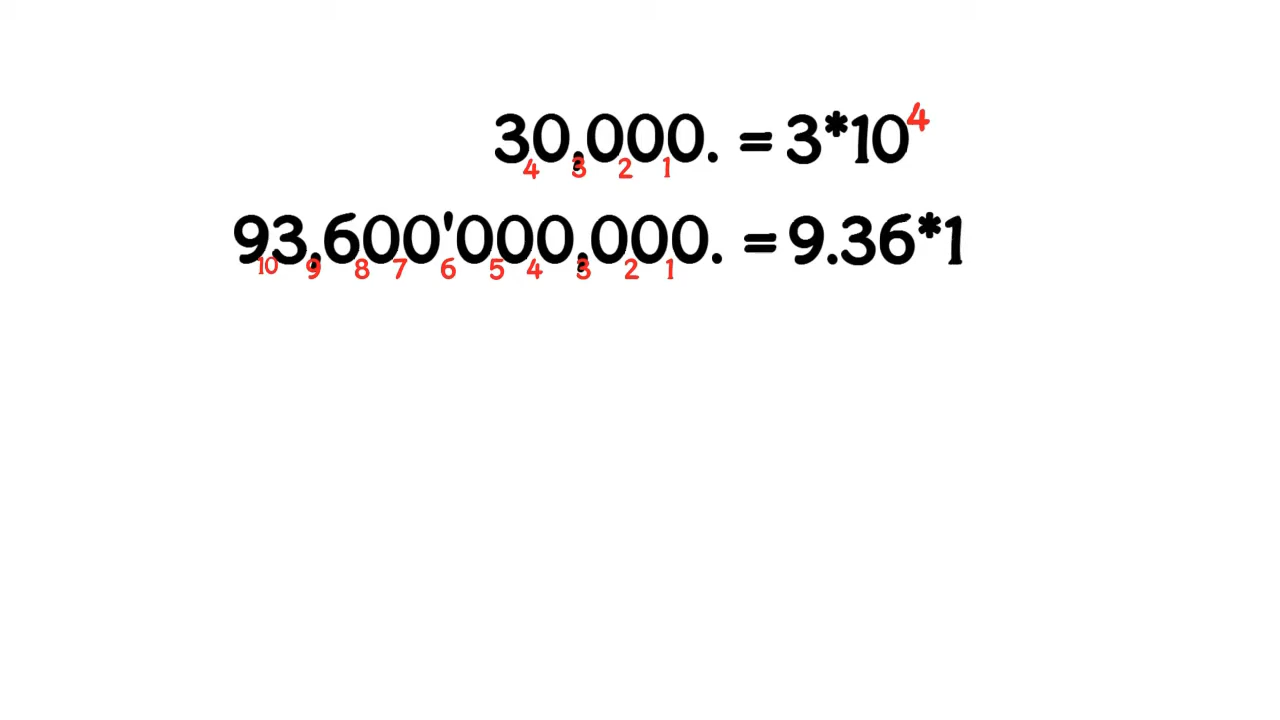 30,000. = 3*10⁴
4 3 2 1
93,600'000,000. = 9.36*1
10 9 8 7 6 5 4 3 2 1